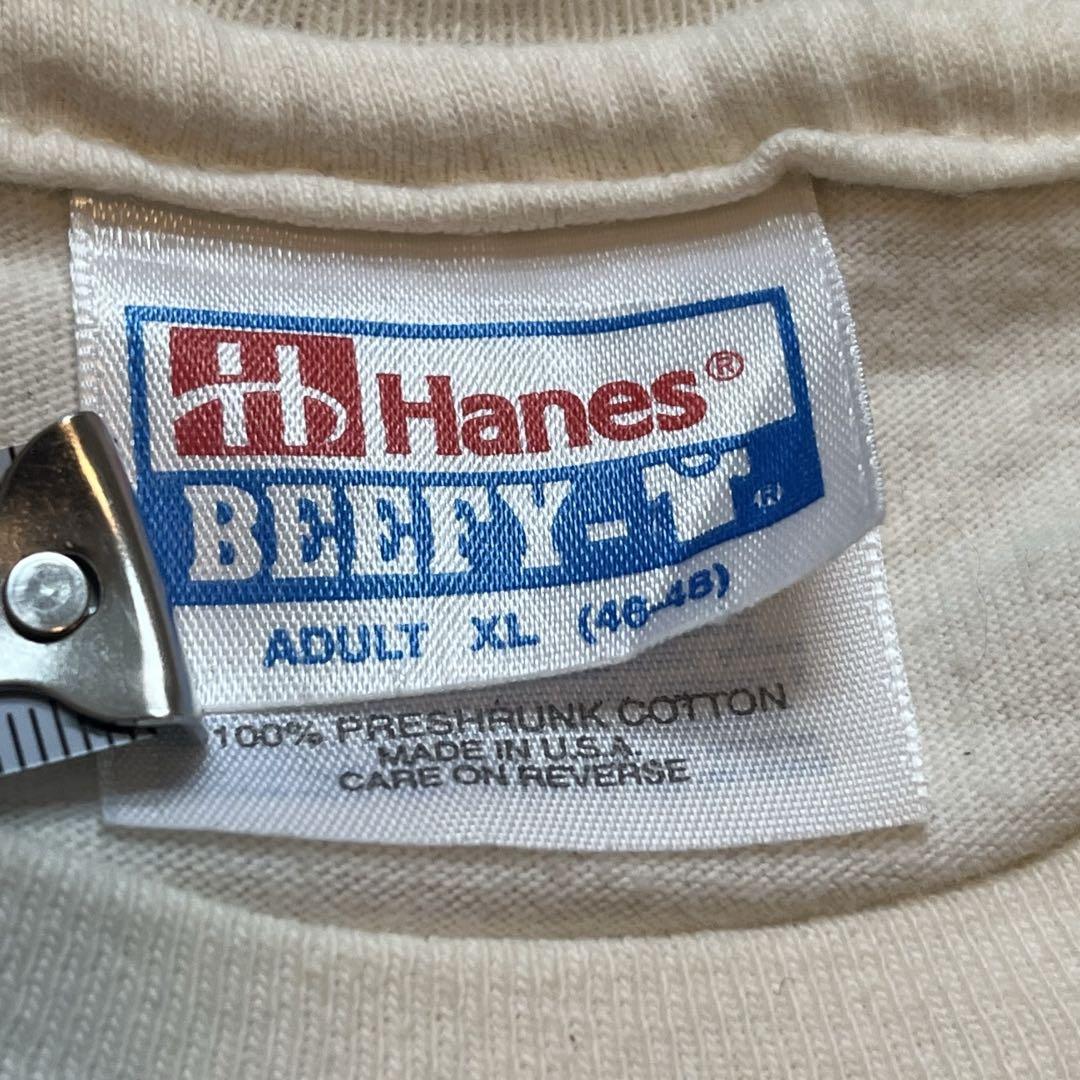 Hanes®
BEEFY-T®
ADULT XL (46-48)
100% PRESHRUNK COTTON
MADE IN U.S.A.
CARE ON REVERSE